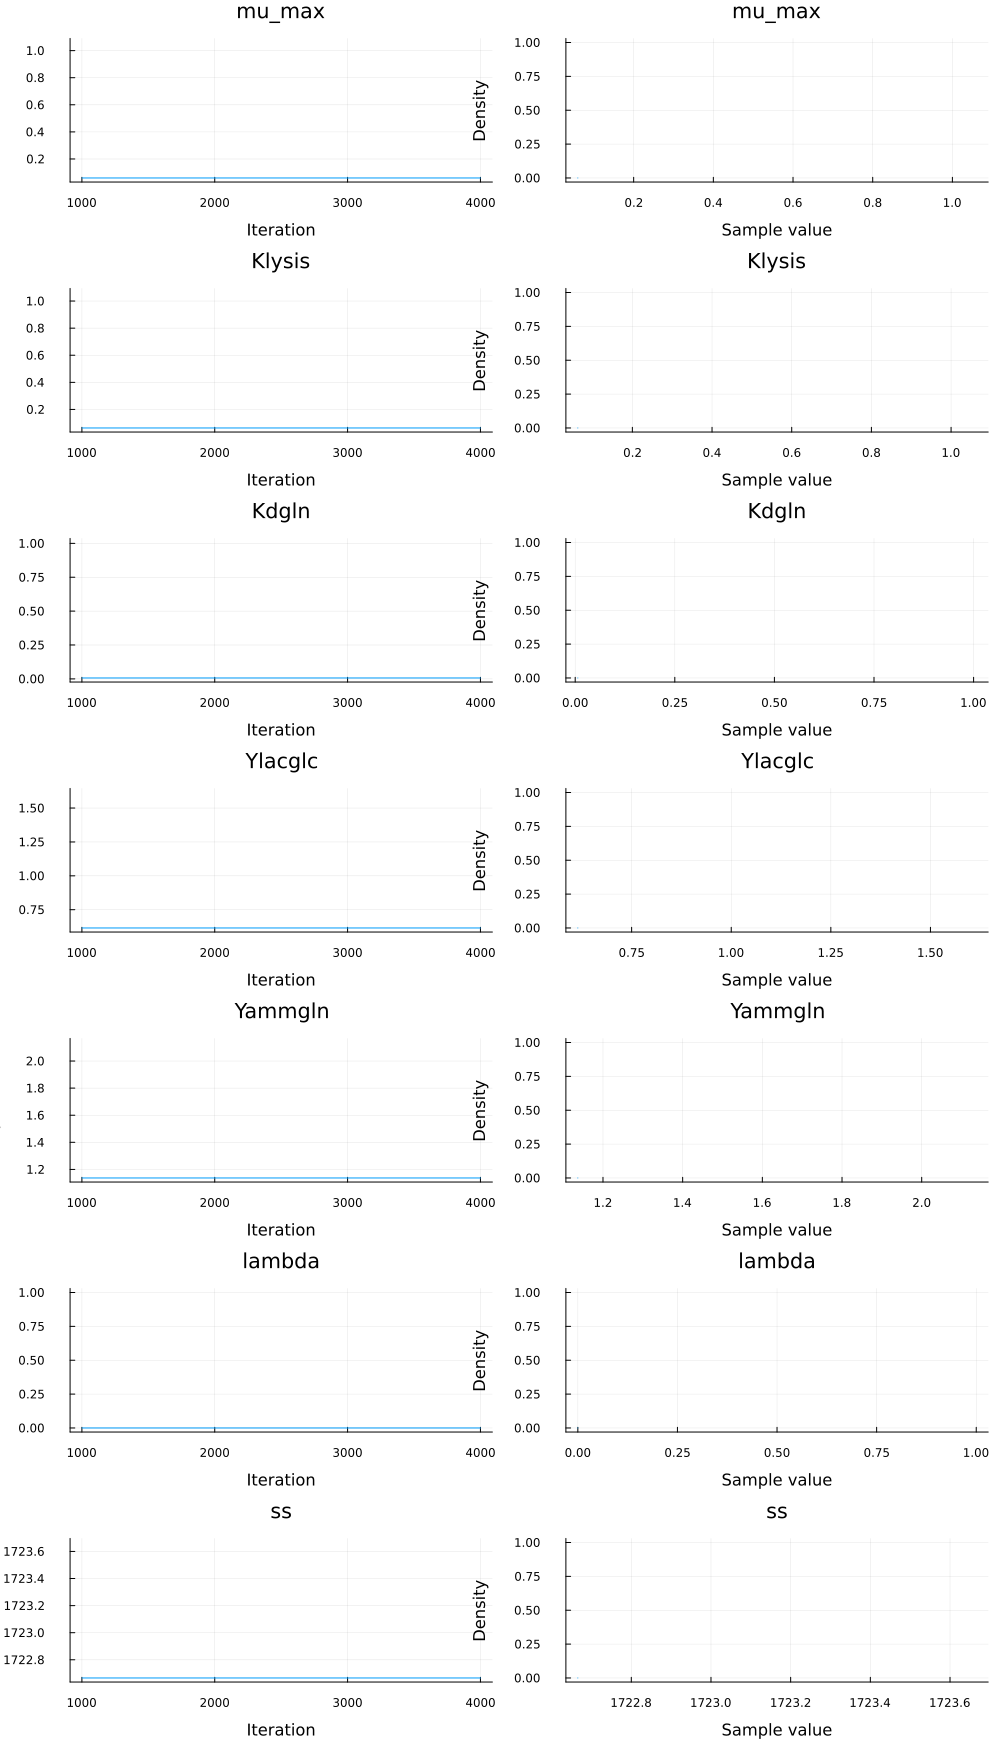 mu_max mu_max
1.0
0.8
0.6
0.4
0.2
1000 2000 3000 4000
Iteration
Density
1.00
0.75
0.50
0.25
0.00
0.2 0.4 0.6 0.8 1.0
Sample value
Klysis Klysis
1.0
0.8
0.6
0.4
0.2
1000 2000 3000 4000
Iteration
Density
1.00
0.75
0.50
0.25
0.00
0.2 0.4 0.6 0.8 1.0
Sample value
Kdgln Kdgln
1.00
0.75
0.50
0.25
0.00
1000 2000 3000 4000
Iteration
Density
1.00
0.75
0.50
0.25
0.00
0.00 0.25 0.50 0.75 1.00
Sample value
Ylacglc Ylacglc
1.50
1.25
1.00
0.75
1000 2000 3000 4000
Iteration
Density
1.00
0.75
0.50
0.25
0.00
0.75 1.00 1.25 1.50
Sample value
Yammgln Yammgln
2.0
1.8
1.6
1.4
1.2
1000 2000 3000 4000
Iteration
Density
1.00
0.75
0.50
0.25
0.00
1.2 1.4 1.6 1.8 2.0
Sample value
lambda lambda
1.00
0.75
0.50
0.25
0.00
1000 2000 3000 4000
Iteration
Density
1.00
0.75
0.50
0.25
0.00
0.00 0.25 0.50 0.75 1.00
Sample value
ss ss
1723.6
1723.4
1723.2
1723.0
1722.8
1000 2000 3000 4000
Iteration
Density
1.00
0.75
0.50
0.25
0.00
1722.8 1723.0 1723.2 1723.4 1723.6
Sample value